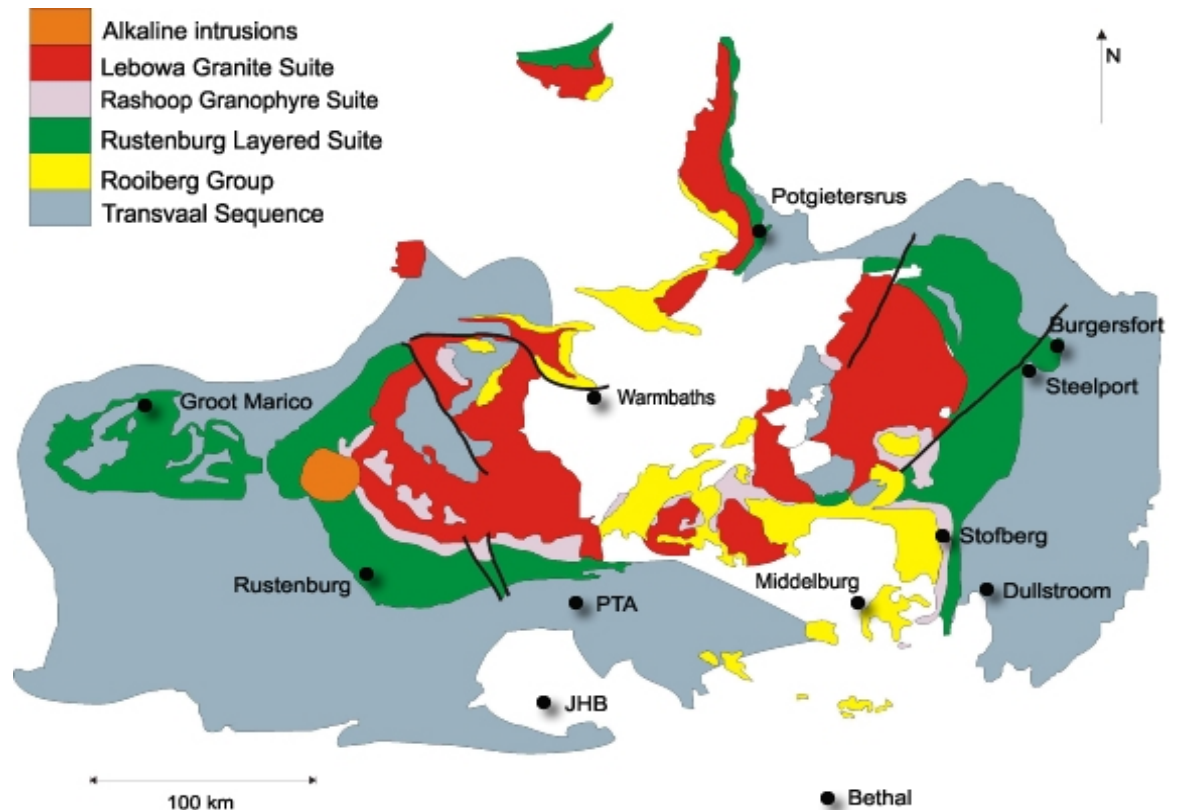 Alkaline intrusions
Lebowa Granite Suite
Rashoop Granophyre Suite
Rustenburg Layered Suite
Rooiberg Group
Transvaal Sequence
N
Potgietersrus
Burgersfort
Steelport
Groot Marico
Warmbaths
Stofberg
Rustenburg
Middelburg
Dullstroom
PTA
JHB
100 km
Bethal